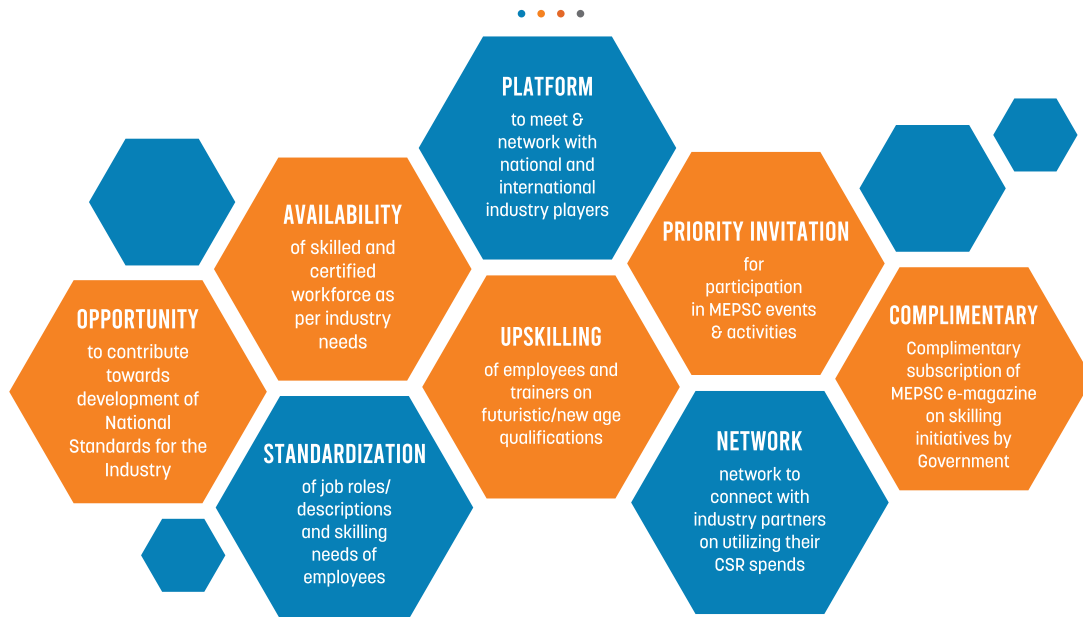 PLATFORM
to meet &
network with
national and
international
industry players
AVAILABILITY
of skilled and
certified
workforce as
per industry
needs
PRIORITY INVITATION
for
participation
in MEPSC events
& activities
OPPORTUNITY
to contribute
towards
development of
National
Standards for the
Industry
UPSKILLING
of employees and
trainers on
futuristic/new age
qualifications
COMPLIMENTARY
Complimentary
subscription of
MEPSC e-magazine
on skilling
initiatives by
Government
STANDARDIZATION
of job roles/
descriptions
and skilling
needs of
employees
NETWORK
network to
connect with
industry partners
on utilizing their
CSR spends